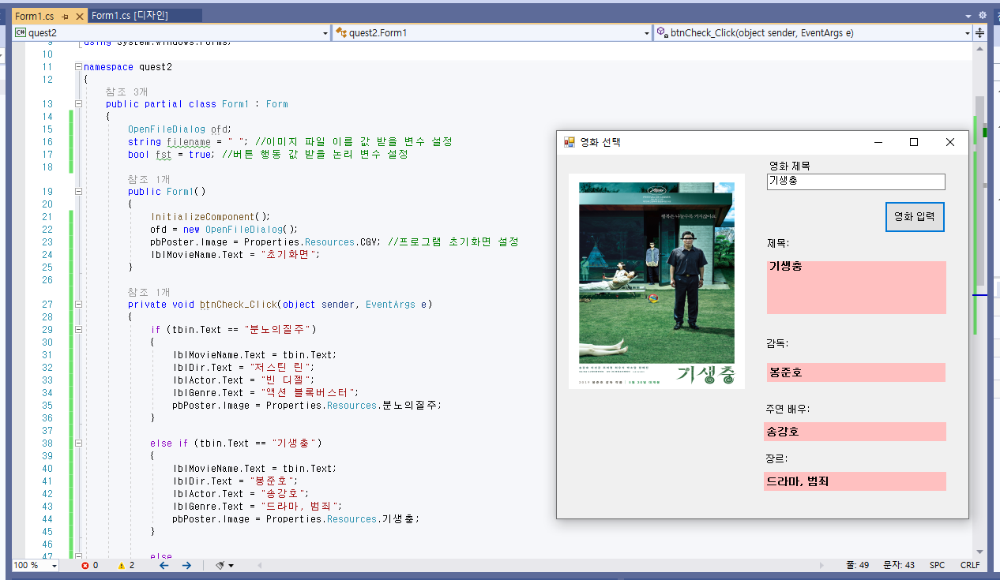 Form1.cs
Form1.cs [디자인]
quest2
quest2.Form1
btnCheck_Click(object sender, EventArgs e)
9 using System.Windows.Forms;
10
11 namespace quest2
12 {
참조 3개
13 public partial class Form1 : Form
14 {
15 OpenFileDialog ofd;
16 string filename = " "; //이미지 파일 이름 값 받을 변수 설정
17 bool fst = true; //버튼 행동 값 받을 논리 변수 설정
18
참조 1개
19 public Form1()
20 {
21 InitializeComponent();
22 ofd = new OpenFileDialog();
23 pbPoster.Image = Properties.Resources.CGV; //프로그램 초기화면 설정
24 lblMovieName.Text = "초기화면";
25 }
26
참조 1개
27 private void btnCheck_Click(object sender, EventArgs e)
28 {
29 if (tbin.Text == "분노의질주")
30 {
31 lblMovieName.Text = tbin.Text;
32 lblDir.Text = "저스틴 린";
33 lblActor.Text = "빈 디젤";
34 lblGenre.Text = "액션 블록버스터";
35 pbPoster.Image = Properties.Resources.분노의질주;
36 }
37
38 else if (tbin.Text == "기생충")
39 {
40 lblMovieName.Text = tbin.Text;
41 lblDir.Text = "봉준호";
42 lblActor.Text = "송강호";
43 lblGenre.Text = "드라마, 범죄";
44 pbPoster.Image = Properties.Resources.기생충;
45 }
46
47 else
100 %
0
2
줄: 49
문자: 43
SPC
CRLF
영화 선택
영화 제목
기생충
영화 입력
제목:
기생충
감독:
봉준호
주연 배우:
송강호
장르:
드라마, 범죄
행복은 나눌수록 커지잖아요
기생충